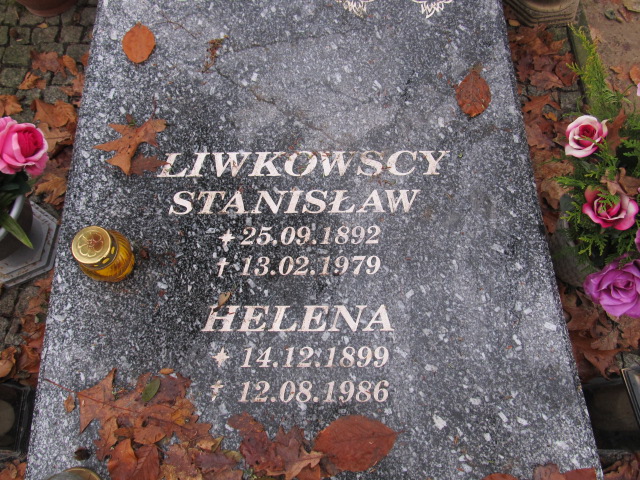 LIWKOWSCY
STANISŁAW
* 25.09.1892
† 13.02.1979
HELENA
* 14.12.1899
† 12.08.1986